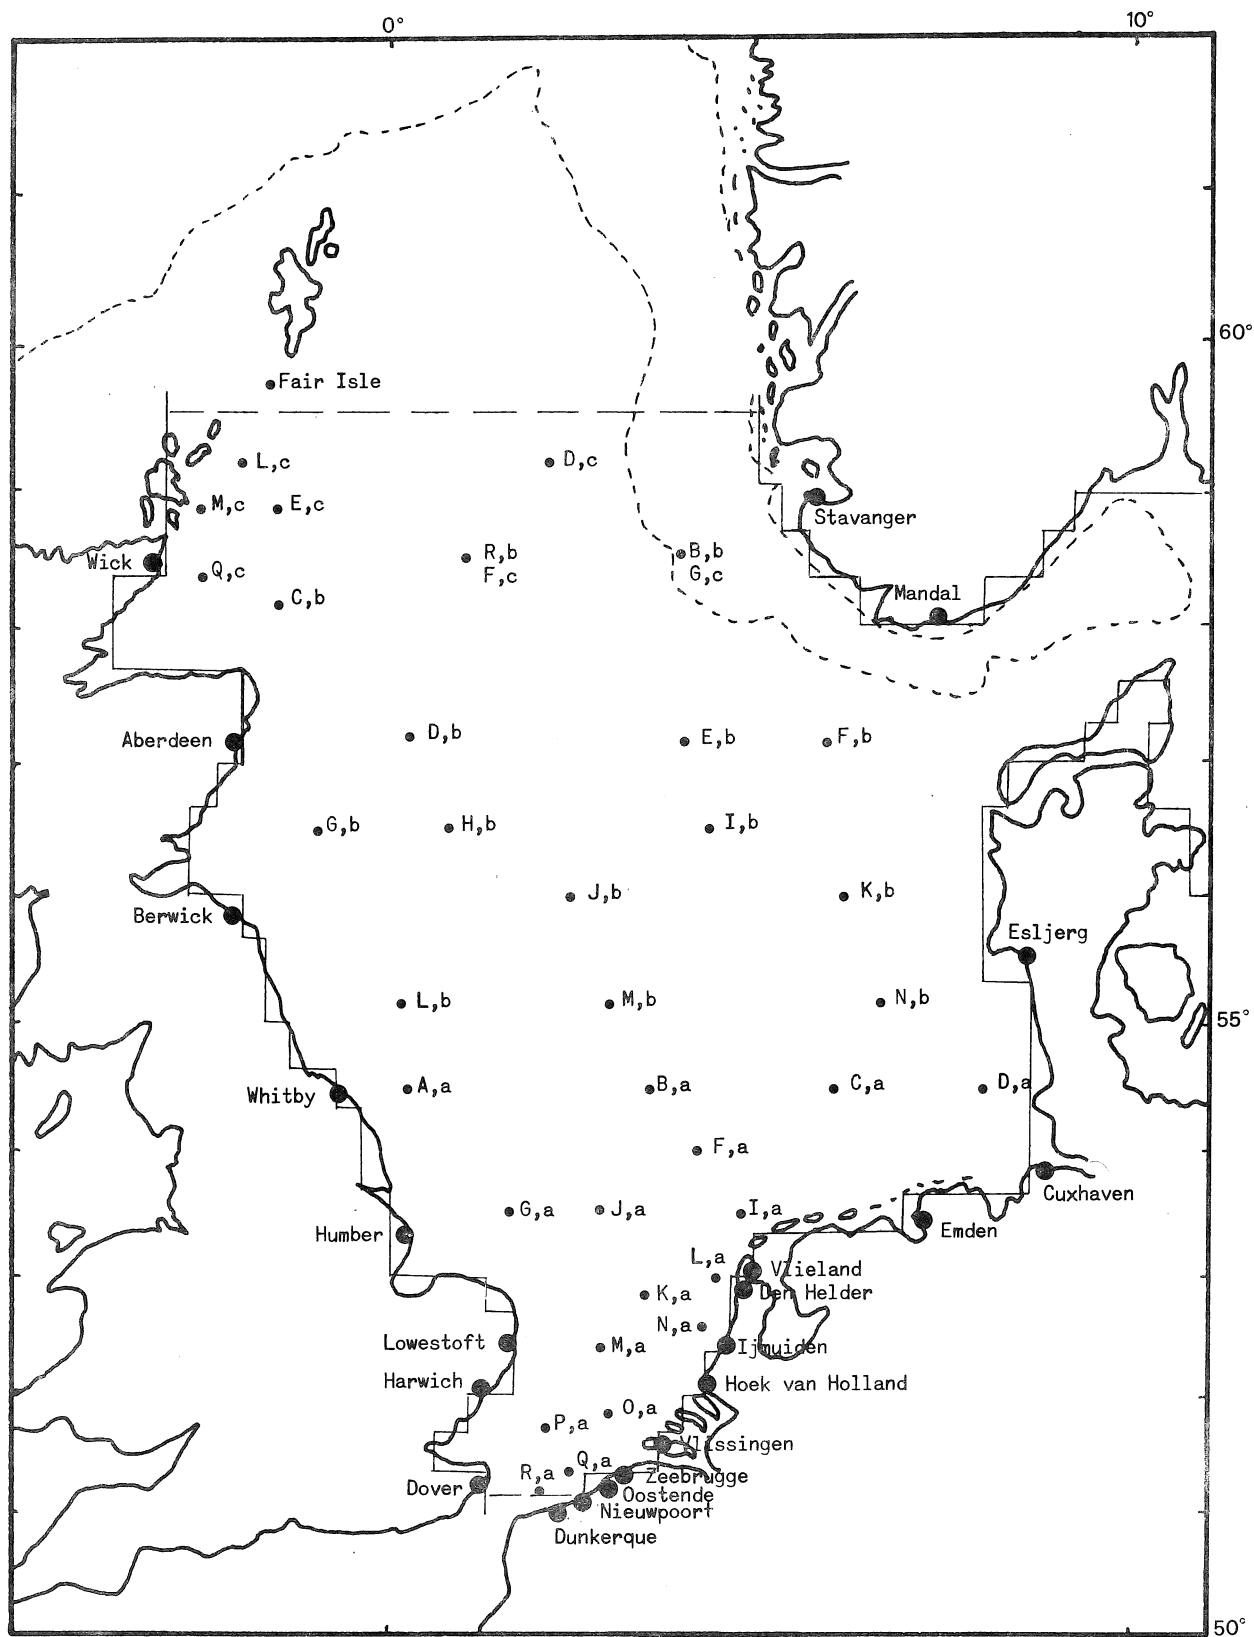 0°
10°
60°
Fair Isle
L,c
D,c
M,c
E,c
Stavanger
Wick
R,b
F,c
B,b
G,c
Q,c
C,b
Mandal
Aberdeen
D,b
E,b
F,b
G,b
H,b
I,b
J,b
K,b
Berwick
Esljerg
L,b
M,b
N,b
55°
Whitby
A,a
B,a
C,a
D,a
F,a
Cuxhaven
G,a
J,a
I,a
Humber
Emden
L,a
Vlieland
K,a
Den Helder
N,a
Lowestoft
M,a
Ijmuiden
Harwich
Hoek van Holland
O,a
P,a
Vlissingen
Q,a
R,a
Zeebrugge
Dover
Oostende
Nieuwpoort
Dunkerque
50°